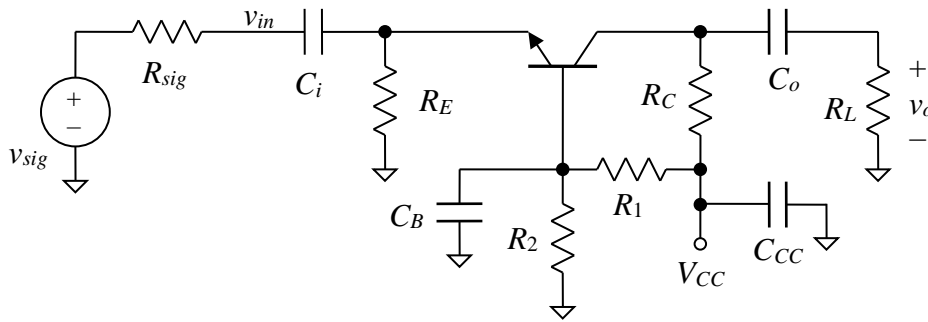 v_in
R_sig
C_i
R_E
R_C
C_o
R_L
+
v_o
−
+
−
v_sig
C_B
R_2
R_1
C_CC
V_CC